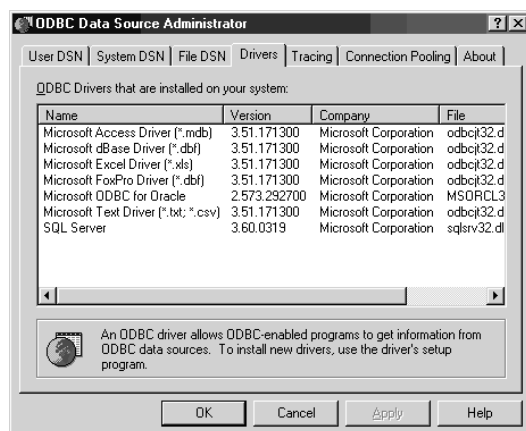 ODBC Data Source Administrator
User DSN System DSN File DSN Drivers Tracing Connection Pooling About
ODBC Drivers that are installed on your system:
Name Version Company File
Microsoft Access Driver (*.mdb) 3.51.171300 Microsoft Corporation odbcjt32.d
Microsoft dBase Driver (*.dbf) 3.51.171300 Microsoft Corporation odbcjt32.d
Microsoft Excel Driver (*.xls) 3.51.171300 Microsoft Corporation odbcjt32.d
Microsoft FoxPro Driver (*.dbf) 3.51.171300 Microsoft Corporation odbcjt32.d
Microsoft ODBC for Oracle 2.573.292700 Microsoft Corporation MSORCL3
Microsoft Text Driver (*.txt; *.csv) 3.51.171300 Microsoft Corporation odbcjt32.d
SQL Server 3.60.0319 Microsoft Corporation sqlsrv32.dl
An ODBC driver allows ODBC-enabled programs to get information from
ODBC data sources. To install new drivers, use the driver's setup
program.
OK Cancel Apply Help